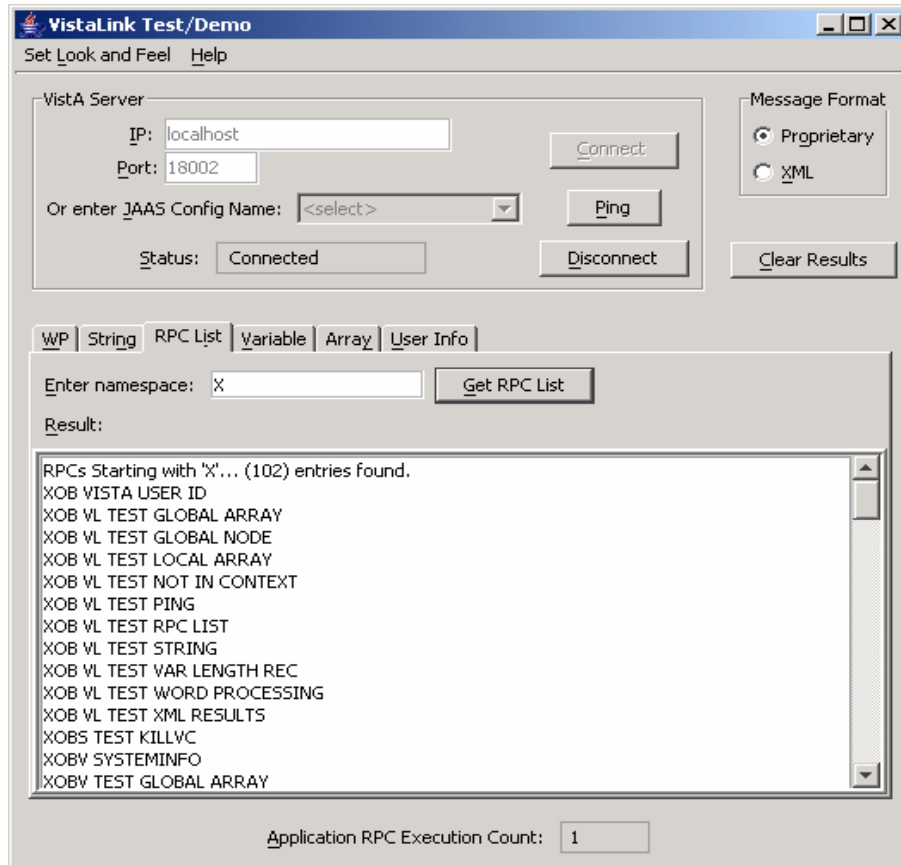 VistaLink Test/Demo
Set Look and Feel Help
VistA Server
IP: localhost
Port: 18002
Connect
Or enter JAAS Config Name: <select>
Ping
Status: Connected
Disconnect
Message Format
Proprietary
XML
Clear Results
WP String RPC List Variable Array User Info
Enter namespace: X Get RPC List
Result:
RPCs Starting with 'X'... (102) entries found.
XOB VISTA USER ID
XOB VL TEST GLOBAL ARRAY
XOB VL TEST GLOBAL NODE
XOB VL TEST LOCAL ARRAY
XOB VL TEST NOT IN CONTEXT
XOB VL TEST PING
XOB VL TEST RPC LIST
XOB VL TEST STRING
XOB VL TEST VAR LENGTH REC
XOB VL TEST WORD PROCESSING
XOB VL TEST XML RESULTS
XOBS TEST KILLVC
XOBV SYSTEMINFO
XOBV TEST GLOBAL ARRAY
Application RPC Execution Count: 1